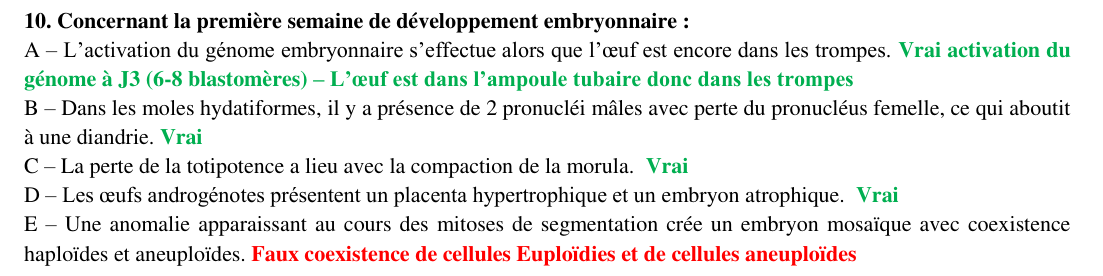 10. Concernant la première semaine de développement embryonnaire :
A – L’activation du génome embryonnaire s’effectue alors que l’œuf est encore dans les trompes. Vrai activation du
génome à J3 (6-8 blastomères) – L’œuf est dans l’ampoule tubaire donc dans les trompes
B – Dans les moles hydatiformes, il y a présence de 2 pronucléi mâles avec perte du pronucléus femelle, ce qui aboutit
à une diandrie. Vrai
C – La perte de la totipotence a lieu avec la compaction de la morula. Vrai
D – Les œufs androgénotes présentent un placenta hypertrophique et un embryon atrophique. Vrai
E – Une anomalie apparaissant au cours des mitoses de segmentation crée un embryon mosaïque avec coexistence
haploïdes et aneuploïdes. Faux coexistence de cellules Euploïdies et de cellules aneuploïdes